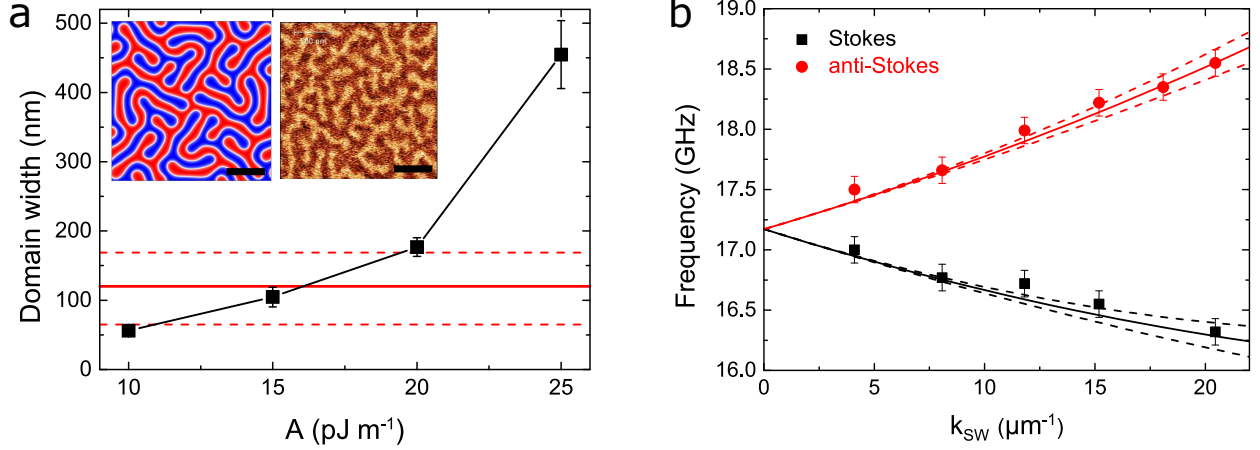 a
500
400
300
200
100
0
Domain width (nm)
10
15
20
25
A (pJ m⁻¹)
b
19.0
18.5
18.0
17.5
17.0
16.5
16.0
Frequency (GHz)
Stokes
anti-Stokes
0
5
10
15
20
k_SW (µm⁻¹)